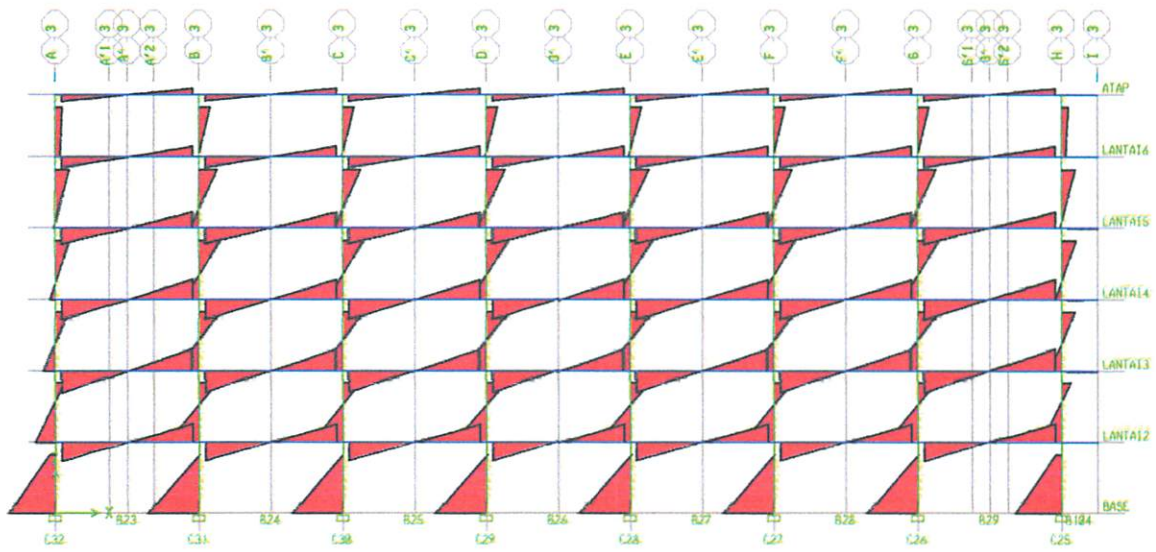 A 3
A'1 3
A' 3
A'2 3
B 3
B' 3
C 3
C' 3
D 3
D' 3
E 3
E' 3
F 3
F' 3
G 3
G'1 3
G' 3
G'2 3
H 3
I 3
ATAP
LANTAI6
LANTAI5
LANTAI4
LANTAI3
LANTAI2
BASE
X
B23
B24
B25
B26
B27
B28
B29
C32
C31
C30
C29
C28
C27
C26
C25